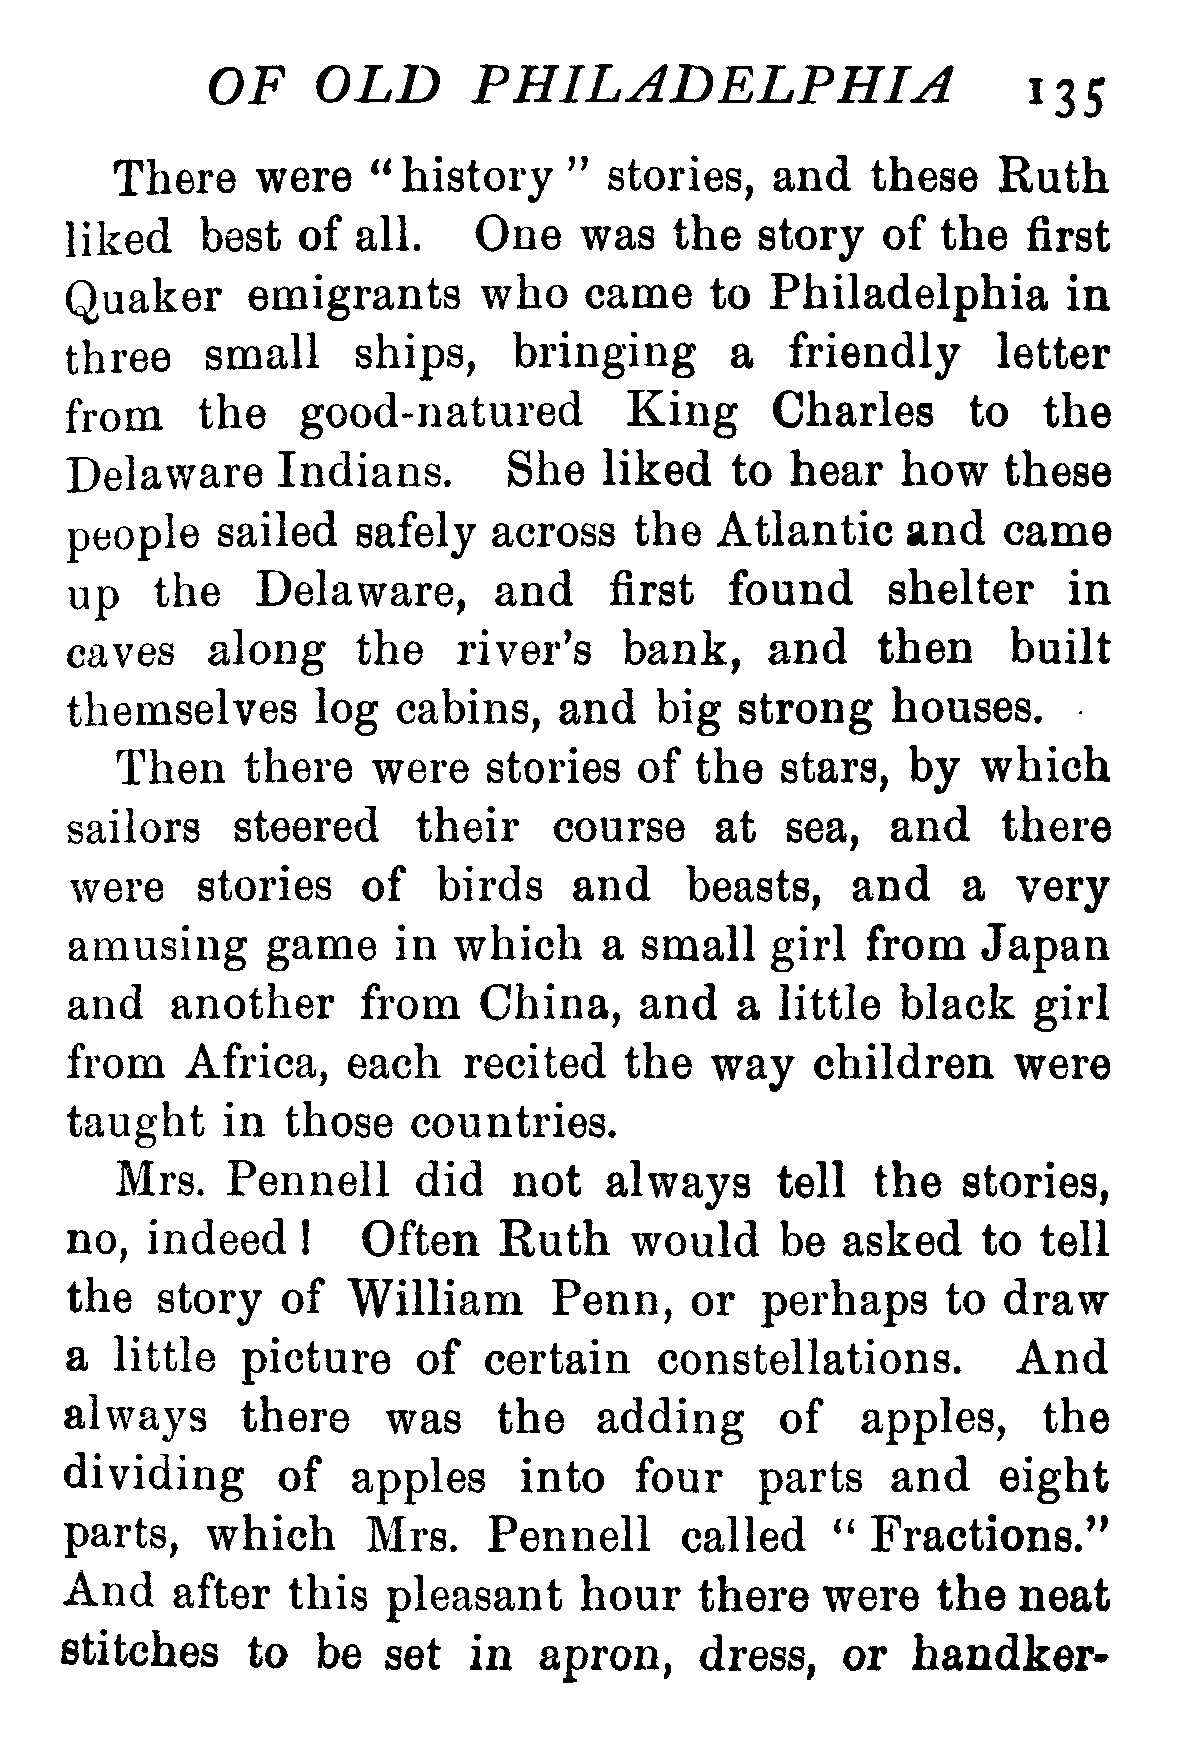 OF OLD PHILADELPHIA 135
There were “history” stories, and these Ruth
liked best of all. One was the story of the first
Quaker emigrants who came to Philadelphia in
three small ships, bringing a friendly letter
from the good-natured King Charles to the
Delaware Indians. She liked to hear how these
people sailed safely across the Atlantic and came
up the Delaware, and first found shelter in
caves along the river’s bank, and then built
themselves log cabins, and big strong houses.
Then there were stories of the stars, by which
sailors steered their course at sea, and there
were stories of birds and beasts, and a very
amusing game in which a small girl from Japan
and another from China, and a little black girl
from Africa, each recited the way children were
taught in those countries.
Mrs. Pennell did not always tell the stories,
no, indeed! Often Ruth would be asked to tell
the story of William Penn, or perhaps to draw
a little picture of certain constellations. And
always there was the adding of apples, the
dividing of apples into four parts and eight
parts, which Mrs. Pennell called “Fractions.”
And after this pleasant hour there were the neat
stitches to be set in apron, dress, or handker-